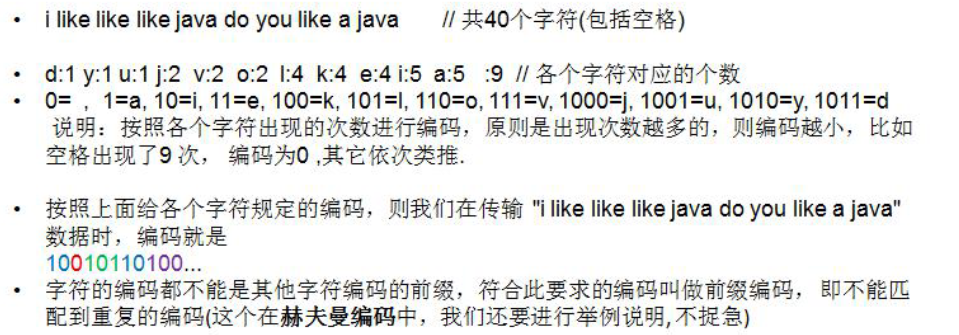 • i like like like java do you like a java // 共40个字符(包括空格)
• d:1 y:1 u:1 j:2 v:2 o:2 l:4 k:4 e:4 i:5 a:5 :9 // 各个字符对应的个数
• 0= , 1=a, 10=i, 11=e, 100=k, 101=l, 110=o, 111=v, 1000=j, 1001=u, 1010=y, 1011=d
说明：按照各个字符出现的次数进行编码，原则是出现次数越多的，则编码越小，比如
空格出现了9 次， 编码为0 ,其它依次类推.
• 按照上面给各个字符规定的编码，则我们在传输 "i like like like java do you like a java"
数据时，编码就是
10010110100...
• 字符的编码都不能是其他字符编码的前缀，符合此要求的编码叫做前缀编码， 即不能匹
配到重复的编码(这个在赫夫曼编码中，我们还要进行举例说明,不捉急)